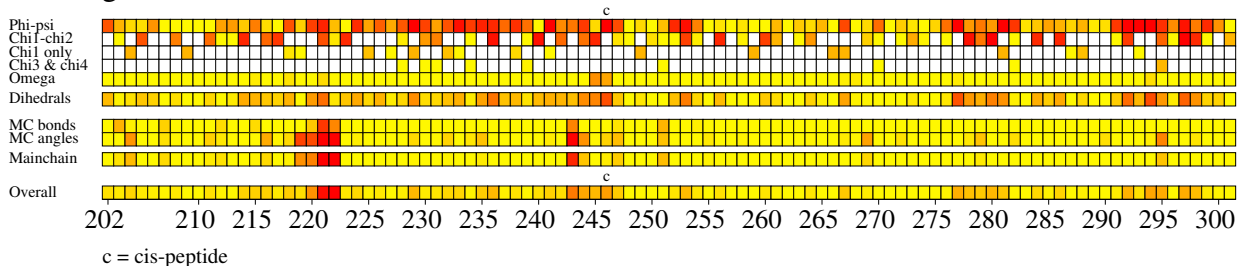 c
Phi-psi
Chi1-chi2
Chi1 only
Chi3 & chi4
Omega
Dihedrals
MC bonds
MC angles
Mainchain
c
Overall
202 210 215 220 225 230 235 240 245 250 255 260 265 270 275 280 285 290 295 300
c = cis-peptide